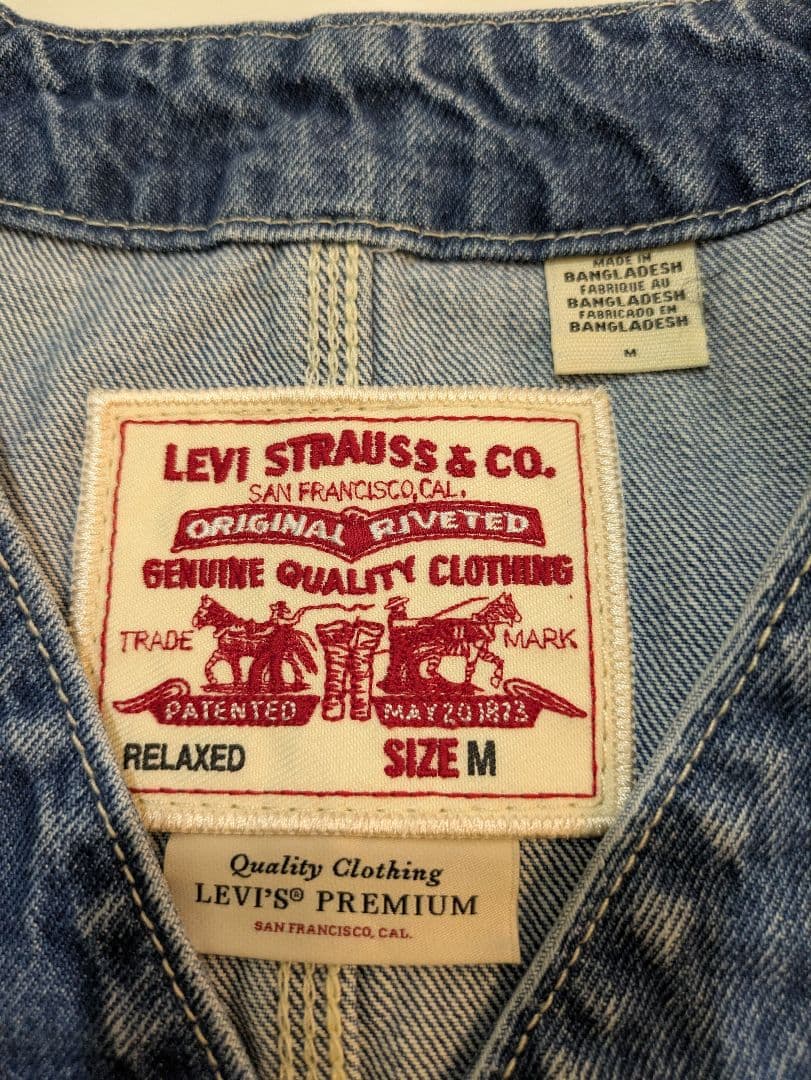 MADE IN
BANGLADESH
FABRIQUE AU
BANGLADESH
FABRICADO EN
BANGLADESH
M
LEVI STRAUSS & CO.
SAN FRANCISCO, CAL.
ORIGINAL RIVETED
GENUINE QUALITY CLOTHING
TRADE MARK
PATENTED MAY 20 1873
RELAXED SIZE M
Quality Clothing
LEVI'S® PREMIUM
SAN FRANCISCO, CAL.